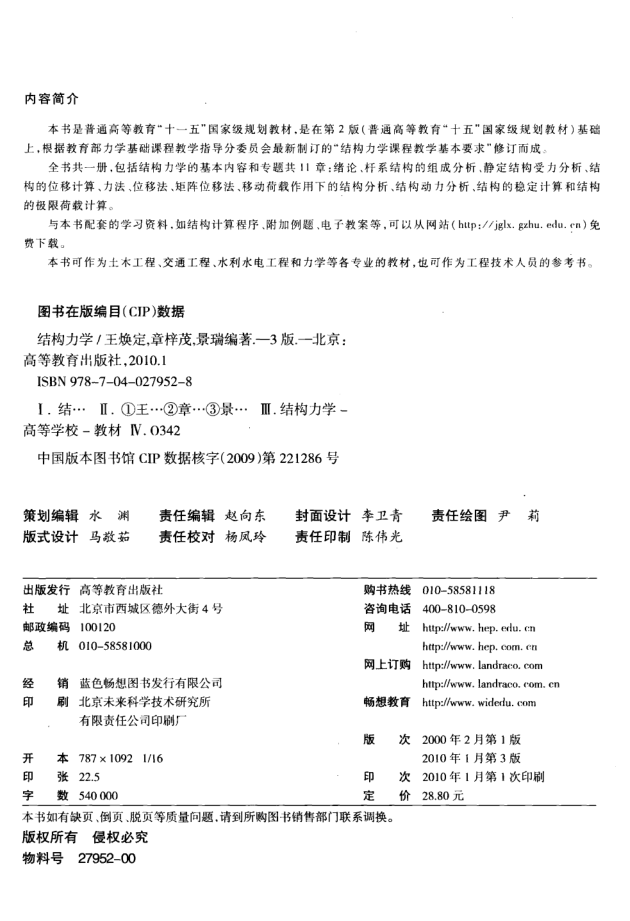 内容简介
本书是普通高等教育“十一五”国家级规划教材,是在第2版(普通高等教育“十五”国家级规划教材)基础
上,根据教育部力学基础课程教学指导分委员会最新制订的“结构力学课程教学基本要求”修订而成。
全书共一册,包括结构力学的基本内容和专题共11章:绪论、杆系结构的组成分析、静定结构受力分析、结
构的位移计算、力法、位移法、矩阵位移法、移动荷载作用下的结构分析、结构动力分析、结构的稳定计算和结构
的极限荷载计算。
与本书配套的学习资料,如结构计算程序、附加例题、电子教案等,可以从网站(http://jglx.gzhu.edu.cn)免
费下载。
本书可作为土木工程、交通工程、水利水电工程和力学等各专业的教材,也可作为工程技术人员的参考书。
图书在版编目(CIP)数据
结构力学/王焕定,章梓茂,景瑞编著.—3版.—北京:
高等教育出版社,2010.1
ISBN 978-7-04-027952-8
Ⅰ.结… Ⅱ.①王…②章…③景… Ⅲ.结构力学-
高等学校-教材 Ⅳ.O342
中国版本图书馆CIP数据核字(2009)第221286号
策划编辑 水 渊 责任编辑 赵向东 封面设计 李卫青 责任绘图 尹 莉
版式设计 马敬茹 责任校对 杨凤玲 责任印制 陈伟光
出版发行 高等教育出版社 购书热线 010-58581118
社 址 北京市西城区德外大街4号 咨询电话 400-810-0598
邮政编码 100120 网 址 http://www.hep.edu.cn
总 机 010-58581000 http://www.hep.com.cn
网上订购 http://www.landraco.com
经 销 蓝色畅想图书发行有限公司 http://www.landraco.com.cn
印 刷 北京未来科学技术研究所 畅想教育 http://www.widedu.com
有限责任公司印刷厂
版 次 2000年2月第1版
开 本 787×1092 1/16 2010年1月第3版
印 张 22.5 印 次 2010年1月第1次印刷
字 数 540 000 定 价 28.80元
本书如有缺页、倒页、脱页等质量问题,请到所购图书销售部门联系调换。
版权所有 侵权必究
物料号 27952-00